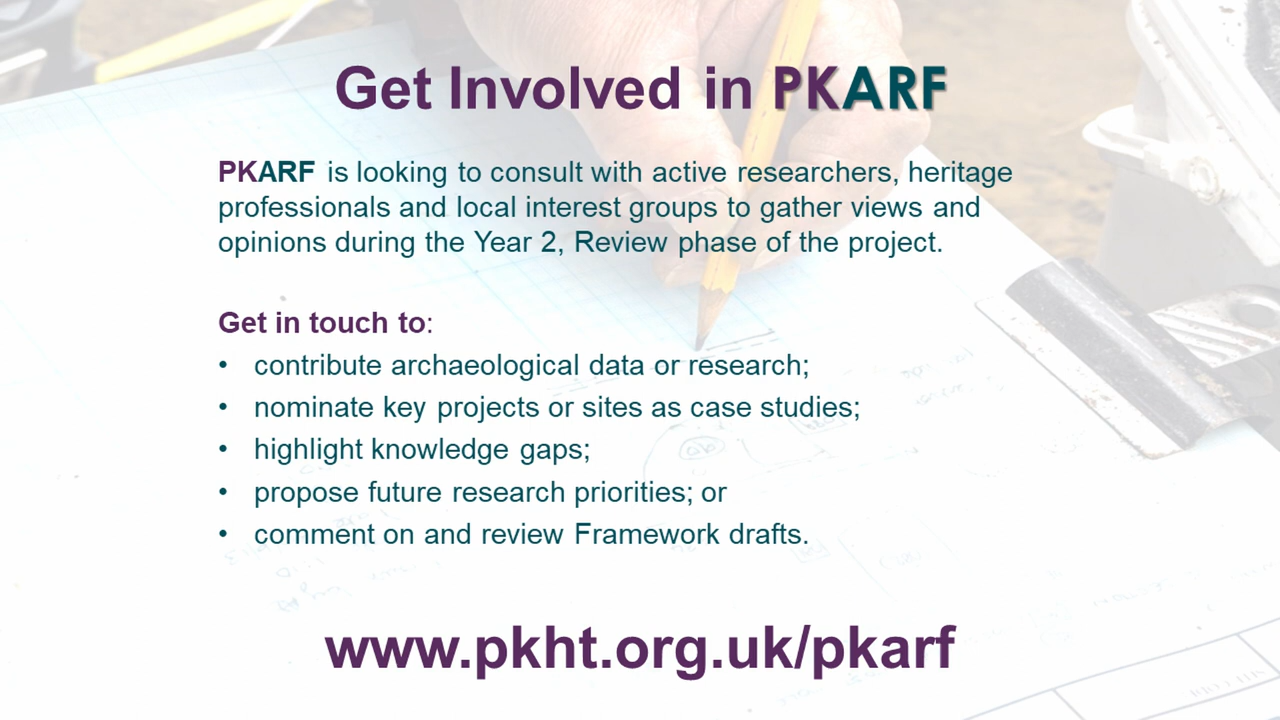 Get Involved in PKARF
PKARF is looking to consult with active researchers, heritage
professionals and local interest groups to gather views and
opinions during the Year 2, Review phase of the project.
Get in touch to:
• contribute archaeological data or research;
• nominate key projects or sites as case studies;
• highlight knowledge gaps;
• propose future research priorities; or
• comment on and review Framework drafts.
www.pkht.org.uk/pkarf